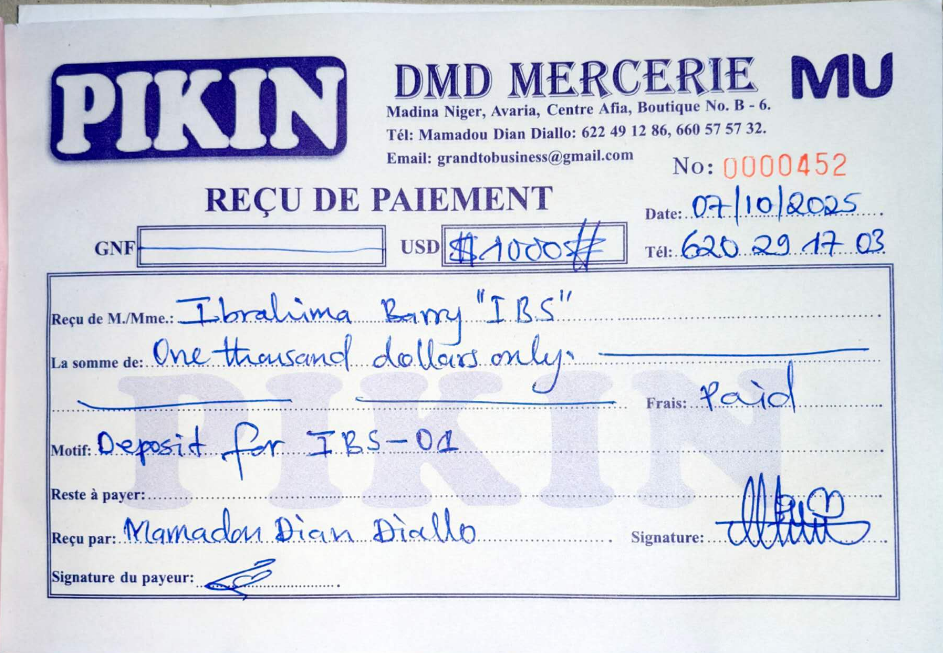 PIKIN
DMD MERCERIE
MU
Madina Niger, Avaria, Centre Afia, Boutique No. B - 6.
Tél: Mamadou Dian Diallo: 622 49 12 86, 660 57 57 32.
Email: grandtobusiness@gmail.com
No: 0000452
REÇU DE PAIEMENT
Date: 07/10/2025
GNF
USD #1000$#
Tél: 620 29 17 03
Reçu de M./Mme.: Ibrahima Barry "IBS"
La somme de: One thousand dollars only.
Frais: Paid
Motif: Deposit for IBS-01
Reste à payer:
Reçu par: Mamadou Dian Diallo
Signature:
Signature du payeur:
PIKIN